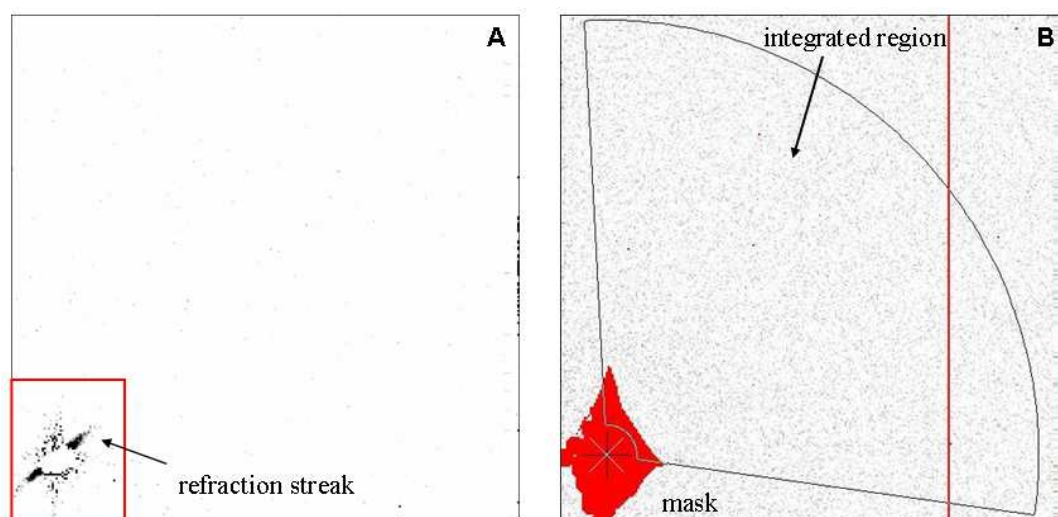 A
refraction streak
B
integrated region
mask